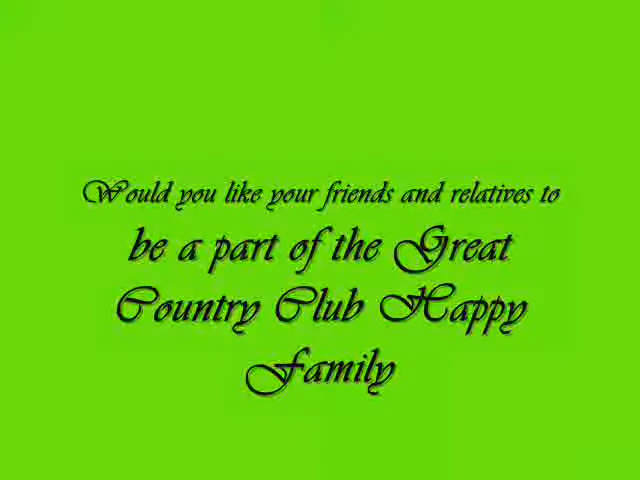 Would you like your friends and relatives to
be a part of the Great
Country Club Happy
Family